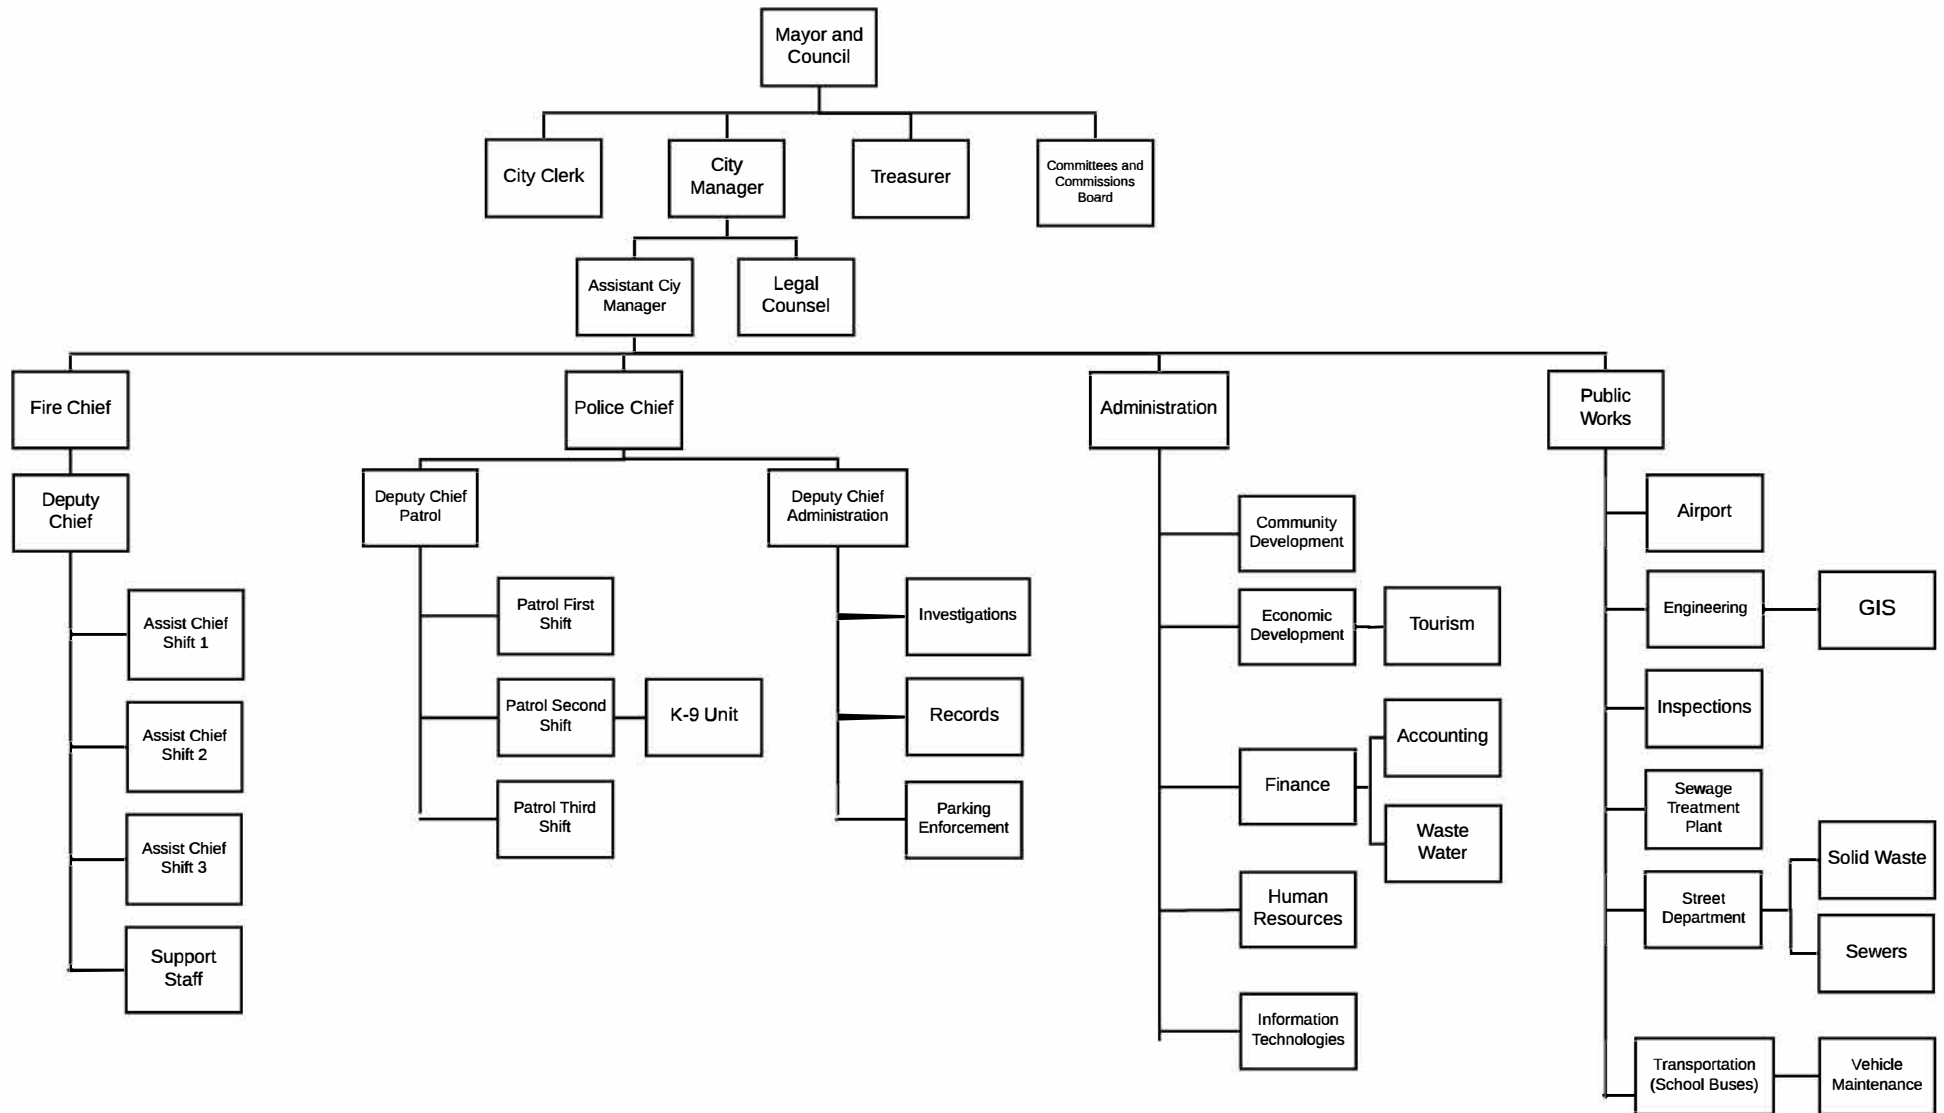 Mayor and
Council
City Clerk
City
Manager
Treasurer
Committees and
Commissions
Board
Assistant Ciy
Manager
Legal
Counsel
Fire Chief
Police Chief
Administration
Public
Works
Deputy
Chief
Deputy Chief
Patrol
Deputy Chief
Administration
Assist Chief
Shift 1
Assist Chief
Shift 2
Assist Chief
Shift 3
Support
Staff
Patrol First
Shift
Patrol Second
Shift
K-9 Unit
Patrol Third
Shift
Investigations
Records
Parking
Enforcement
Community
Development
Economic
Development
Tourism
Finance
Accounting
Waste
Water
Human
Resources
Information
Technologies
Airport
Engineering
GIS
Inspections
Sewage
Treatment
Plant
Street
Department
Solid Waste
Sewers
Transportation
(School Buses)
Vehicle
Maintenance